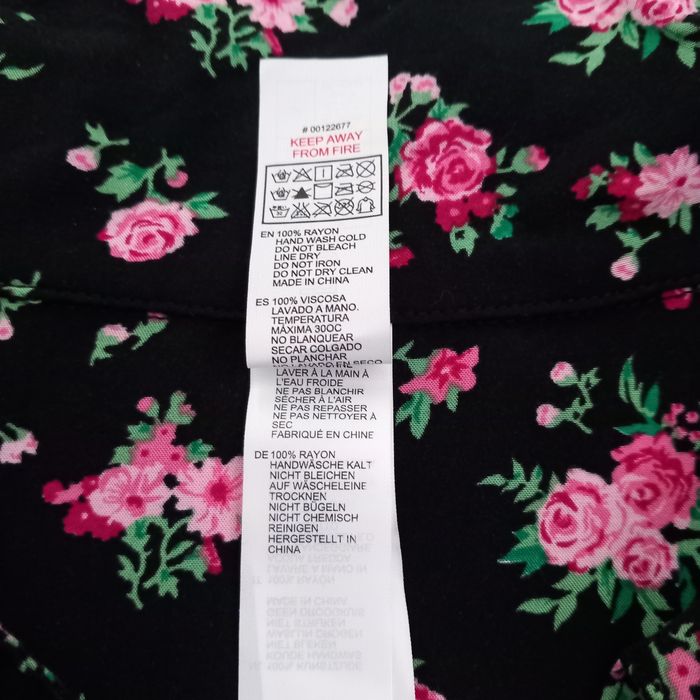 # 00122677
KEEP AWAY
FROM FIRE
EN 100% RAYON
HAND WASH COLD
DO NOT BLEACH
LINE DRY
DO NOT IRON
DO NOT DRY CLEAN
MADE IN CHINA
ES 100% VISCOSA
LAVADO A MANO.
TEMPERATURA
MÁXIMA 30OC
NO BLANQUEAR
SECAR COLGADO
NO PLANCHAR
NO LAVADO EN SECO
LAVER À LA MAIN À
L'EAU FROIDE
NE PAS BLANCHIR
SÉCHER À L'AIR
NE PAS REPASSER
NE PAS NETTOYER À
SEC
FABRIQUÉ EN CHINE
DE 100% RAYON
HANDWÄSCHE KALT
NICHT BLEICHEN
AUF WÄSCHELEINE
TROCKNEN
NICHT BÜGELN
NICHT CHEMISCH
REINIGEN
HERGESTELLT IN
CHINA